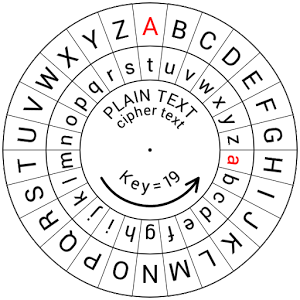 A B C D E F G H I J K L M N O P Q R S T U V W X Y Z
t u v w x y z a b c d e f g h i j k l m n o p q r s
PLAIN TEXT
cipher text
Key=19